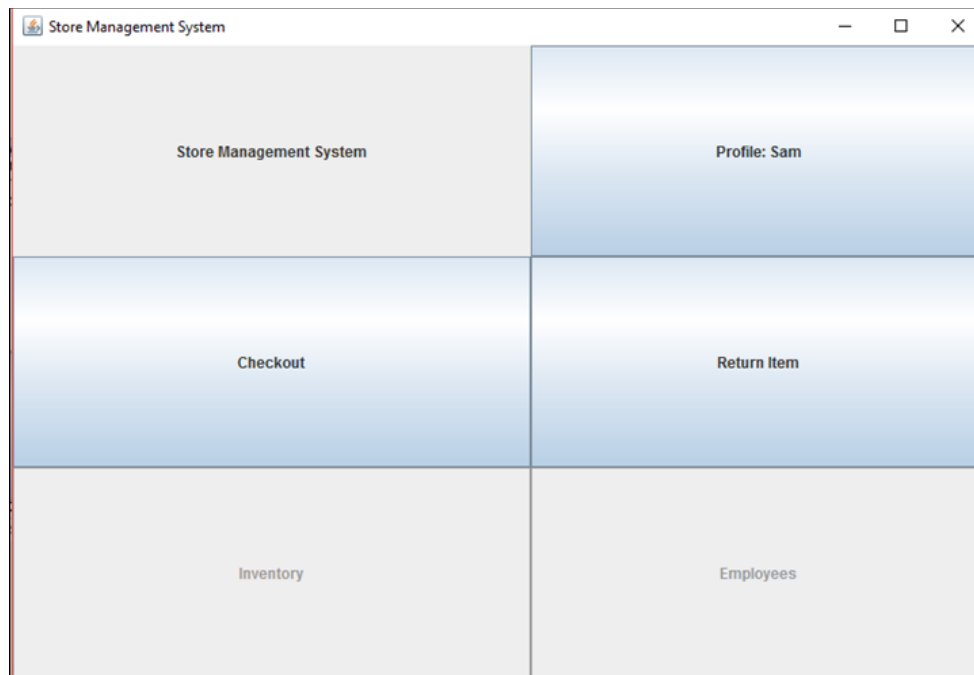 Store Management System
Store Management System
Profile: Sam
Checkout
Return Item
Inventory
Employees